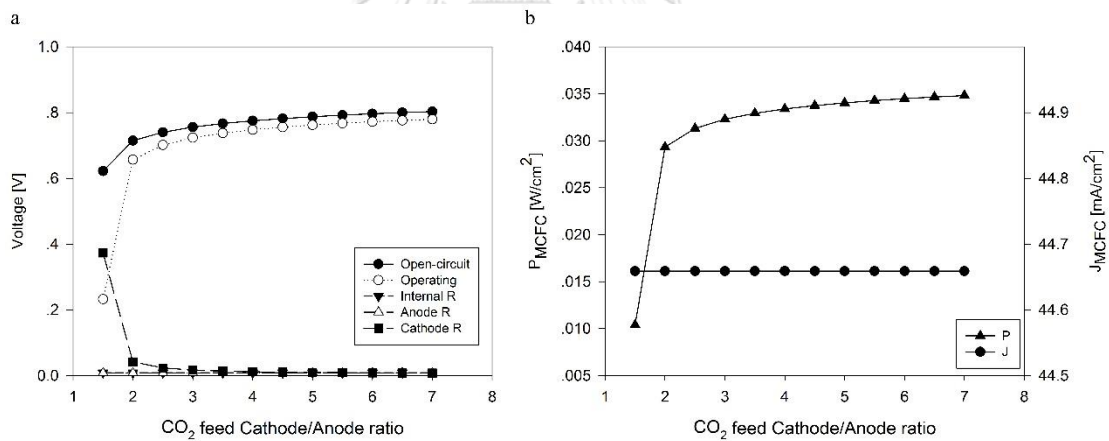 a
b
1.0
.8
.6
.4
.2
0.0
Voltage [V]
1 2 3 4 5 6 7 8
CO₂ feed Cathode/Anode ratio
Open-circuit
Operating
Internal R
Anode R
Cathode R
.040
.035
.030
.025
.020
.015
.010
.005
P_MCFC [W/cm²]
1 2 3 4 5 6 7 8
CO₂ feed Cathode/Anode ratio
44.9
44.8
44.7
44.6
44.5
J_MCFC [mA/cm²]
P
J